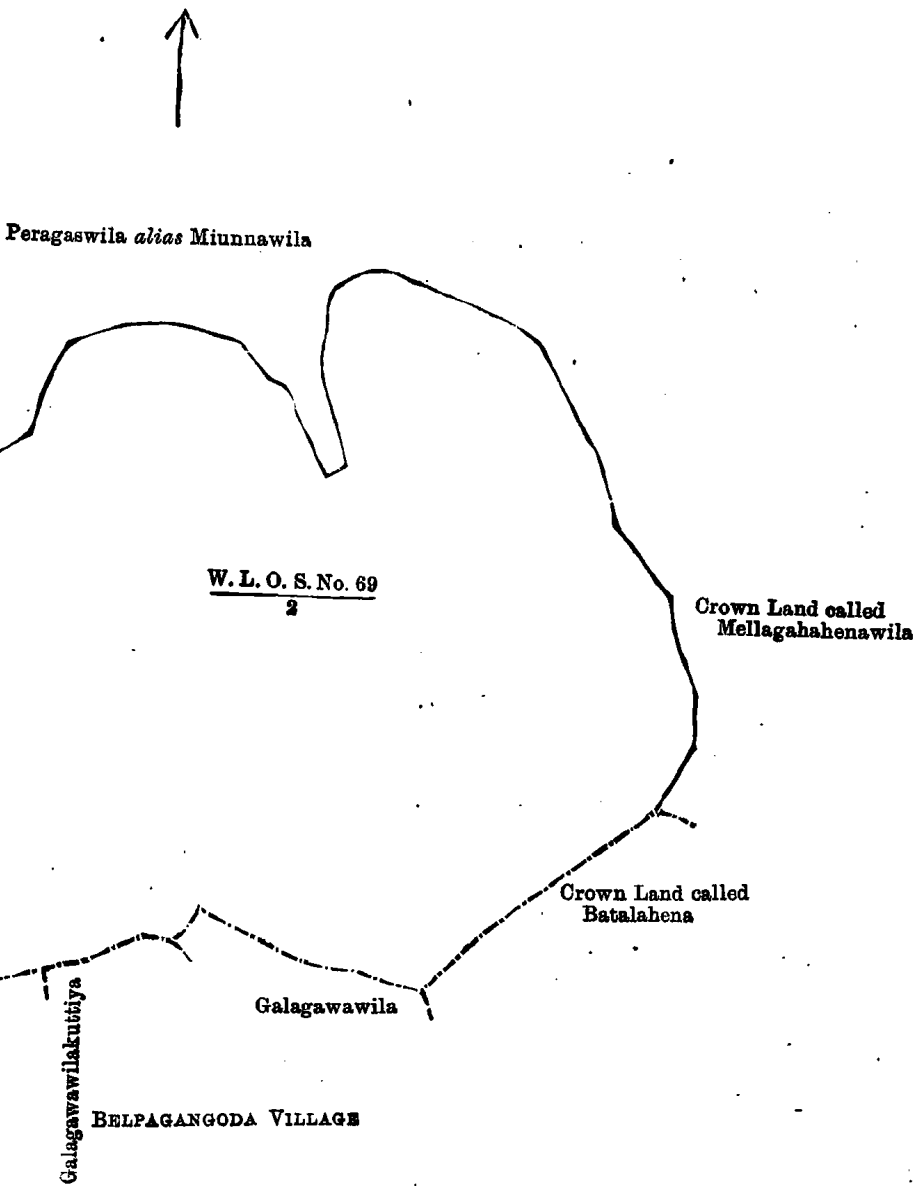 Peragaswila alias Miunnawila
W. L. O. S. No. 69
2
Crown Land called
Mellagahahenawila
Crown Land called
Batalahena
Galagawawila
Galagawawilakuttiya
BELPAGANGODA VILLAGE